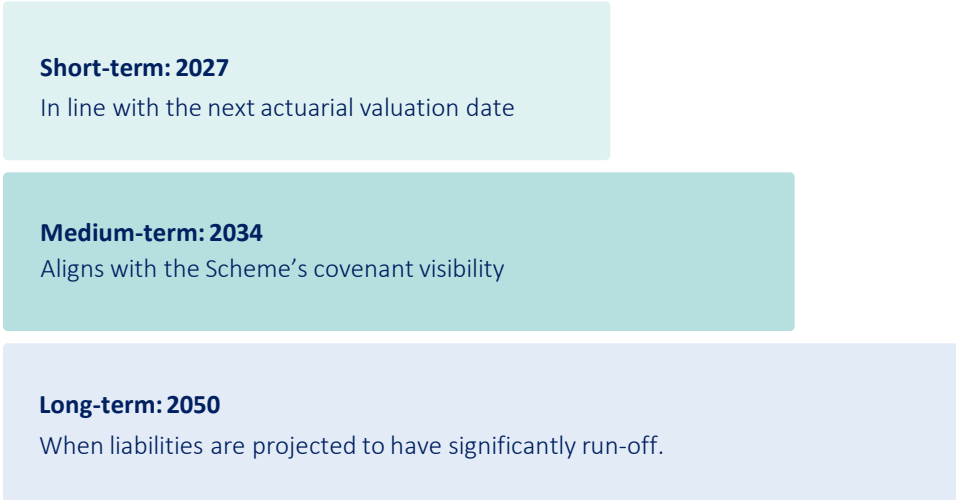 Short-term: 2027
In line with the next actuarial valuation date
Medium-term: 2034
Aligns with the Scheme’s covenant visibility
Long-term: 2050
When liabilities are projected to have significantly run-off.